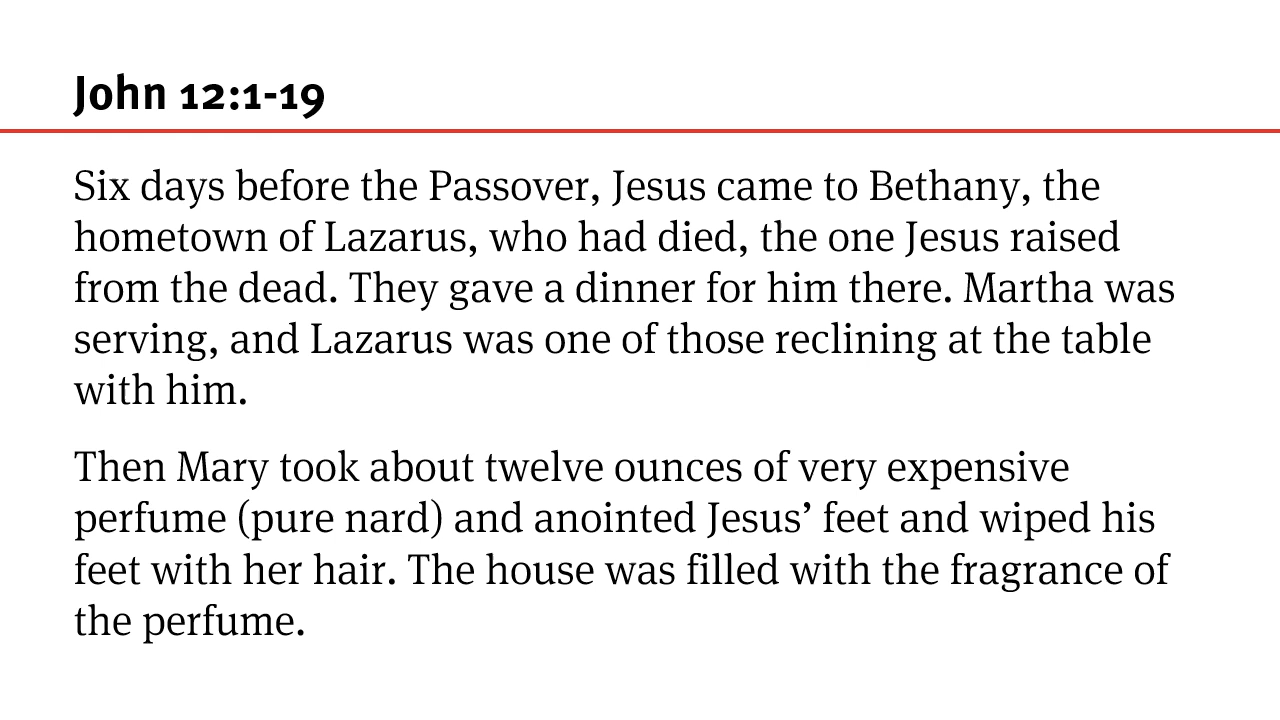 John 12:1-19
Six days before the Passover, Jesus came to Bethany, the
hometown of Lazarus, who had died, the one Jesus raised
from the dead. They gave a dinner for him there. Martha was
serving, and Lazarus was one of those reclining at the table
with him.
Then Mary took about twelve ounces of very expensive
perfume (pure nard) and anointed Jesus’ feet and wiped his
feet with her hair. The house was filled with the fragrance of
the perfume.